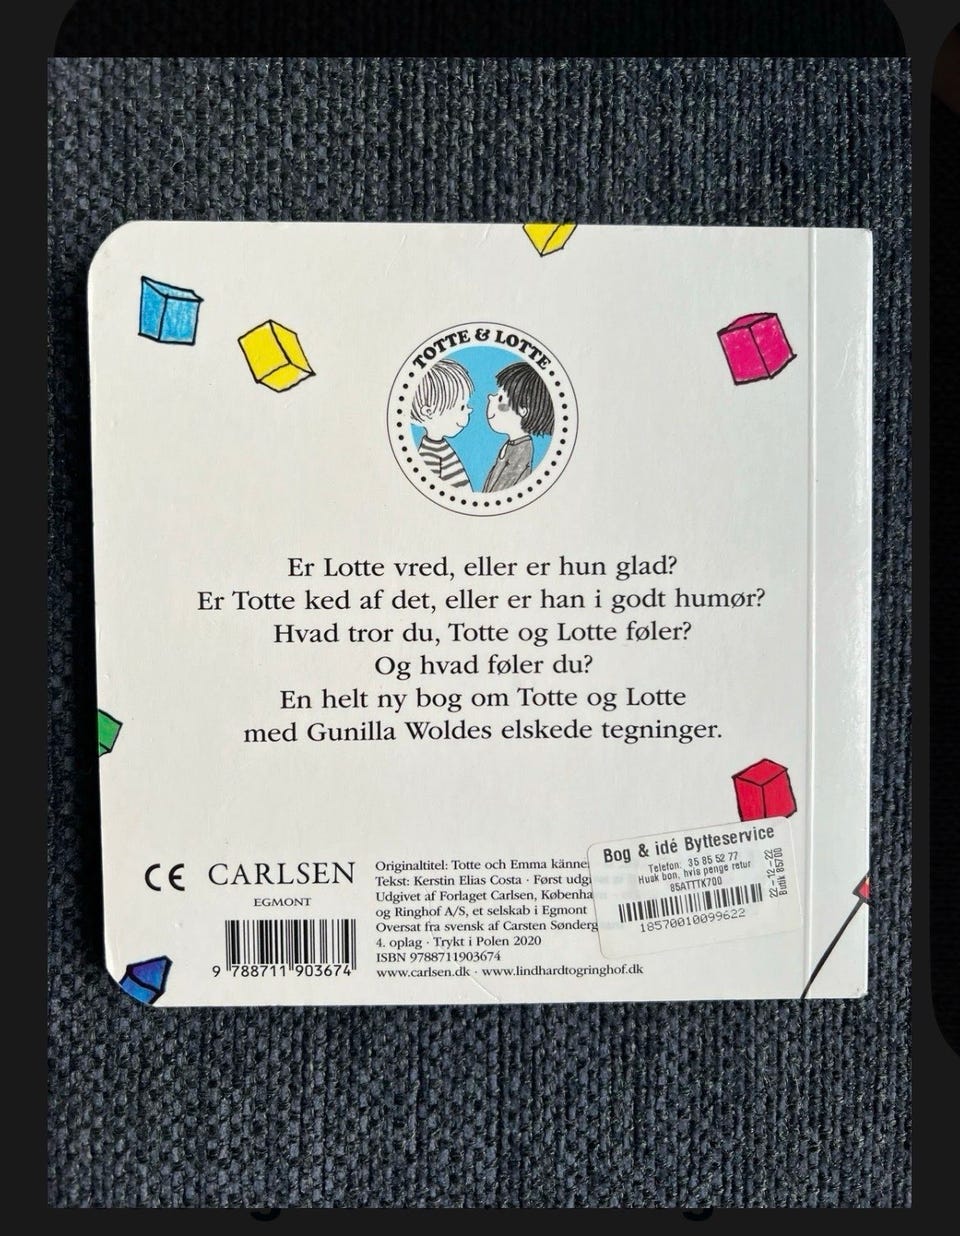 TOTTE & LOTTE
Er Lotte vred, eller er hun glad?
Er Totte ked af det, eller er han i godt humør?
Hvad tror du, Totte og Lotte føler?
Og hvad føler du?
En helt ny bog om Totte og Lotte
med Gunilla Woldes elskede tegninger.
CE CARLSEN
EGMONT
9 788711 903674
Originaltitel: Totte och Emma känne
Tekst: Kerstin Elias Costa · Først udg
Udgivet af Forlaget Carlsen, Københa
og Ringhof A/S, et selskab i Egmont
Oversat fra svensk af Carsten Sønderg
4. oplag · Trykt i Polen 2020
ISBN 9788711903674
www.carlsen.dk · www.lindhardtogringhof.dk
Bog & idé Bytteservice
Telefon: 35 85 52 77
Husk bon, hvis penge retur
85ATTTK700
18570010099622
22-12-22
Butik 85700